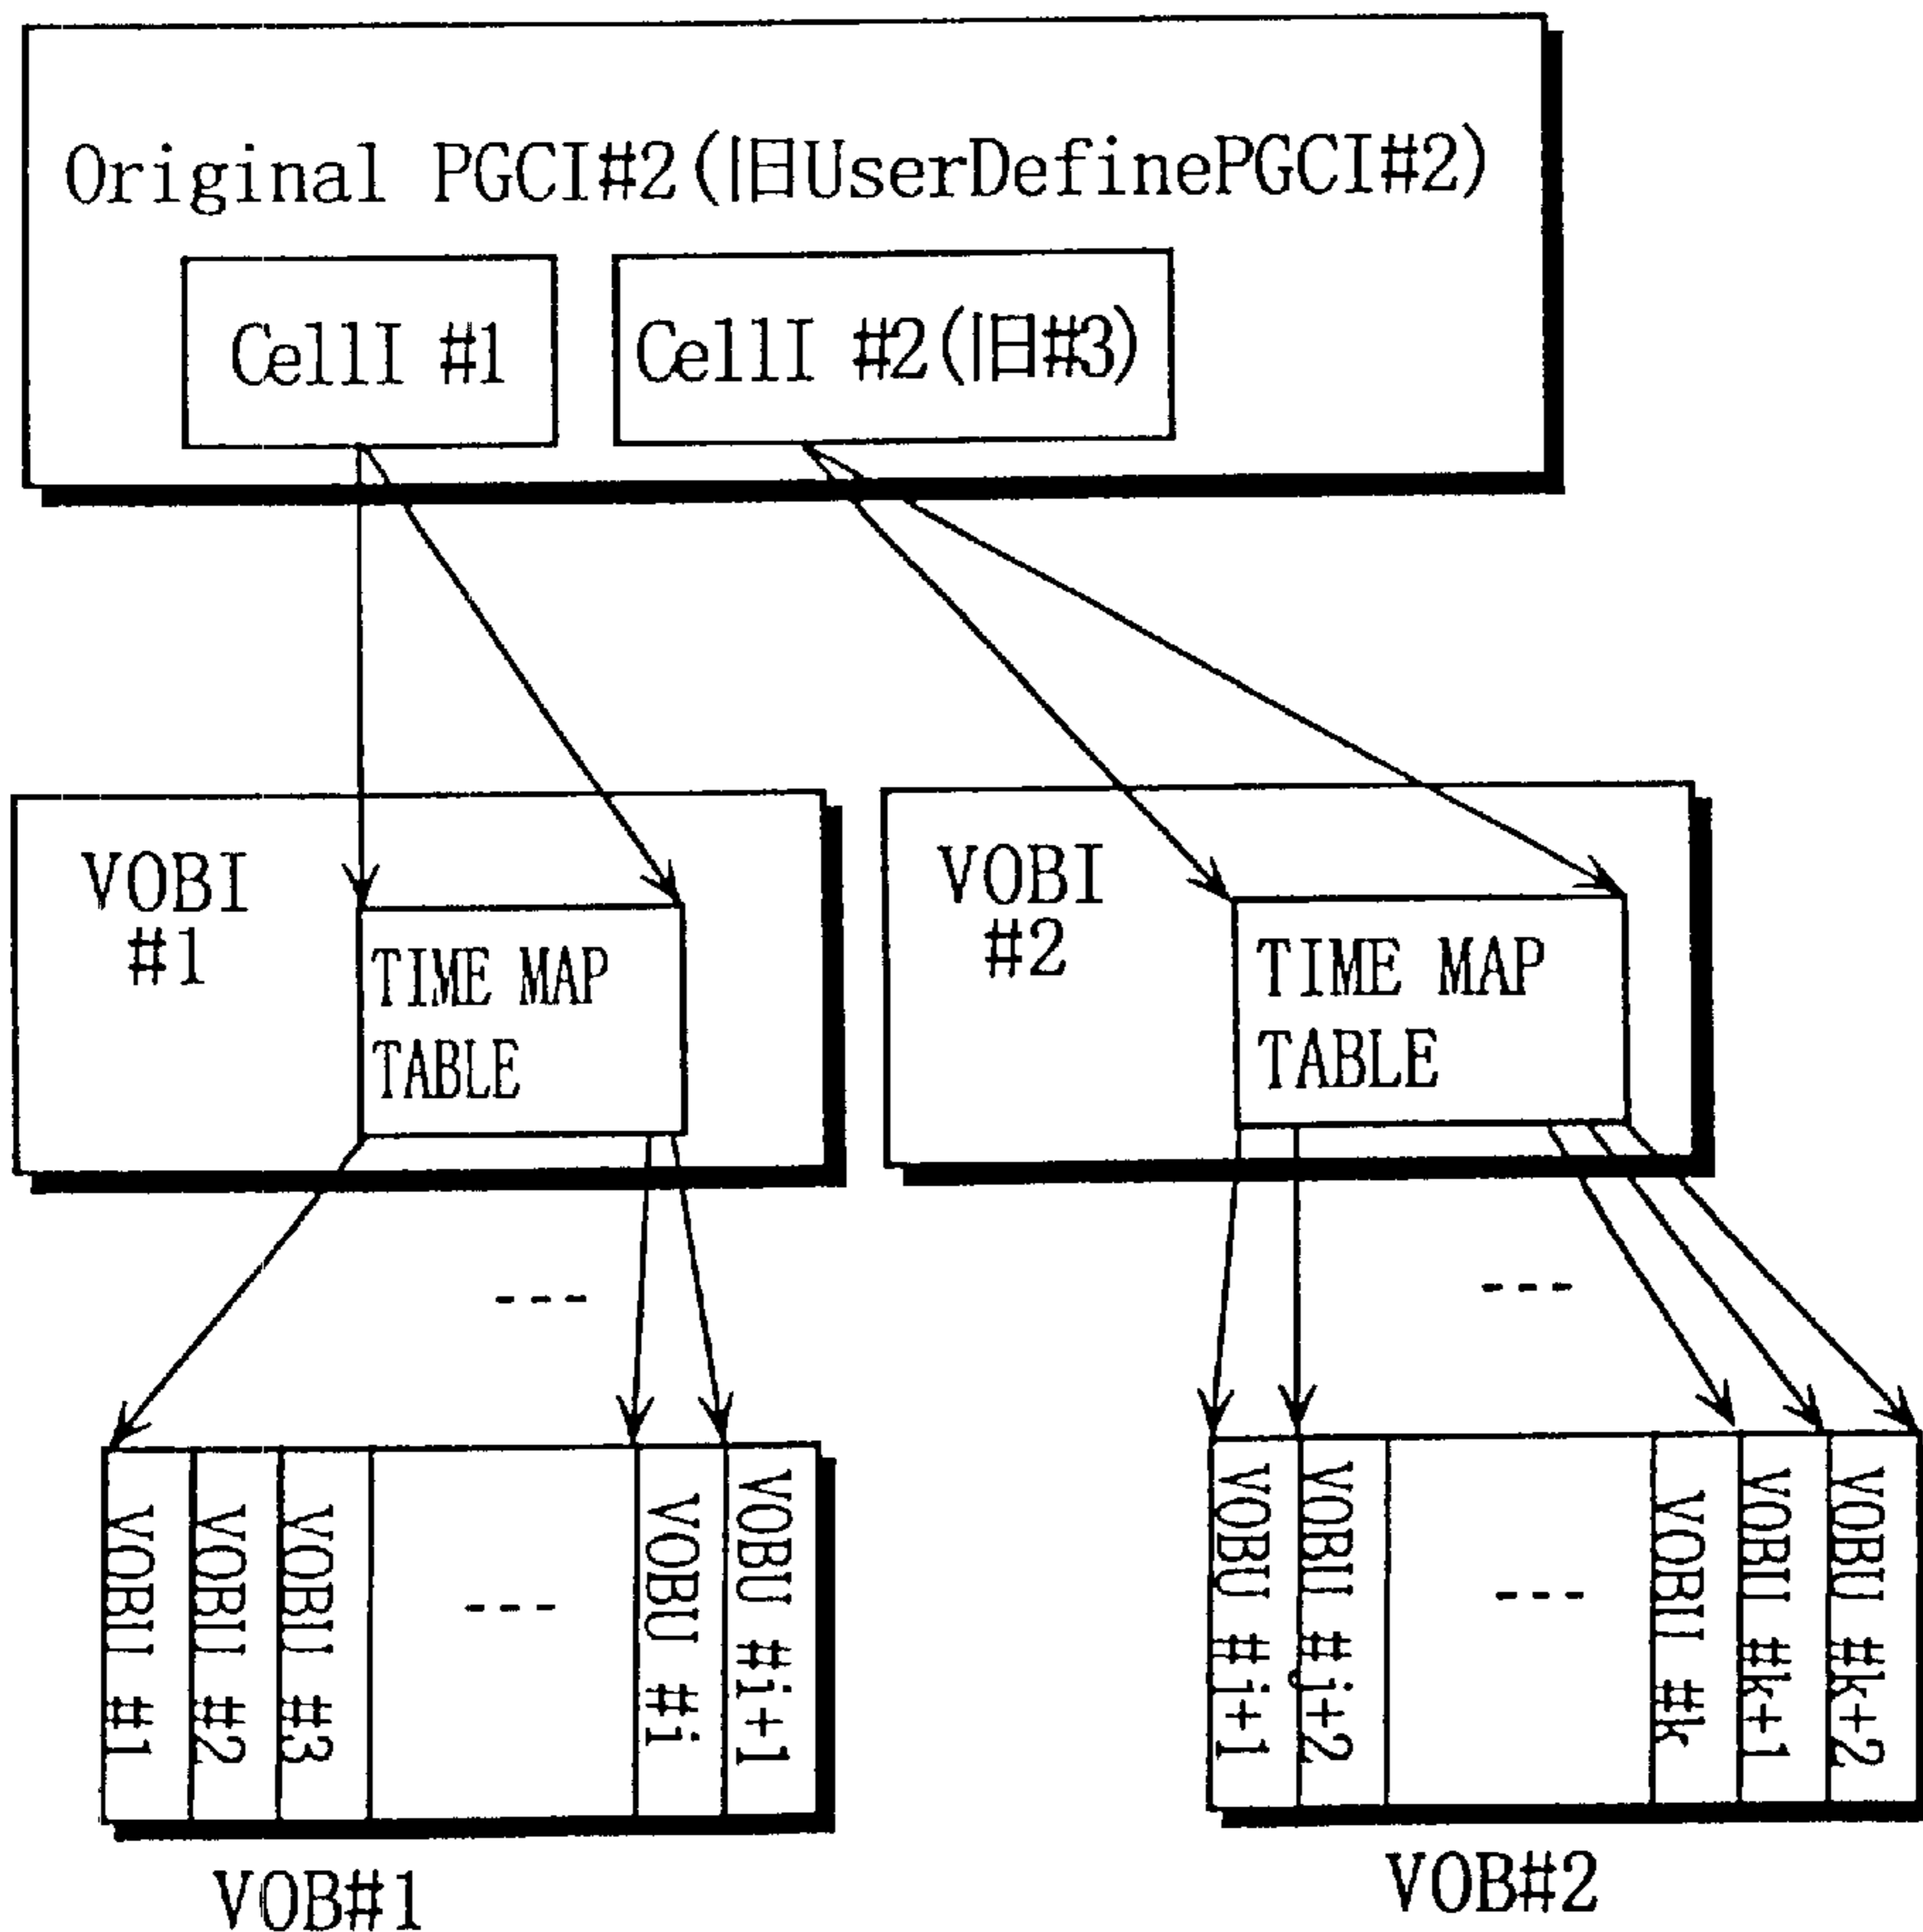 Original PGCI#2(旧UserDefinePGCI#2)
CellI #1
CellI #2(旧#3)
VOBI
#1
TIME MAP
TABLE
VOBI
#2
TIME MAP
TABLE
---
---
VOBU #1
VOBU #2
VOBU #3
---
VOBU #i
VOBU #i+1
VOBU #j+1
VOBU #j+2
---
VOBU #k
VOBU #k+1
VOBU #k+2
VOB#1
VOB#2